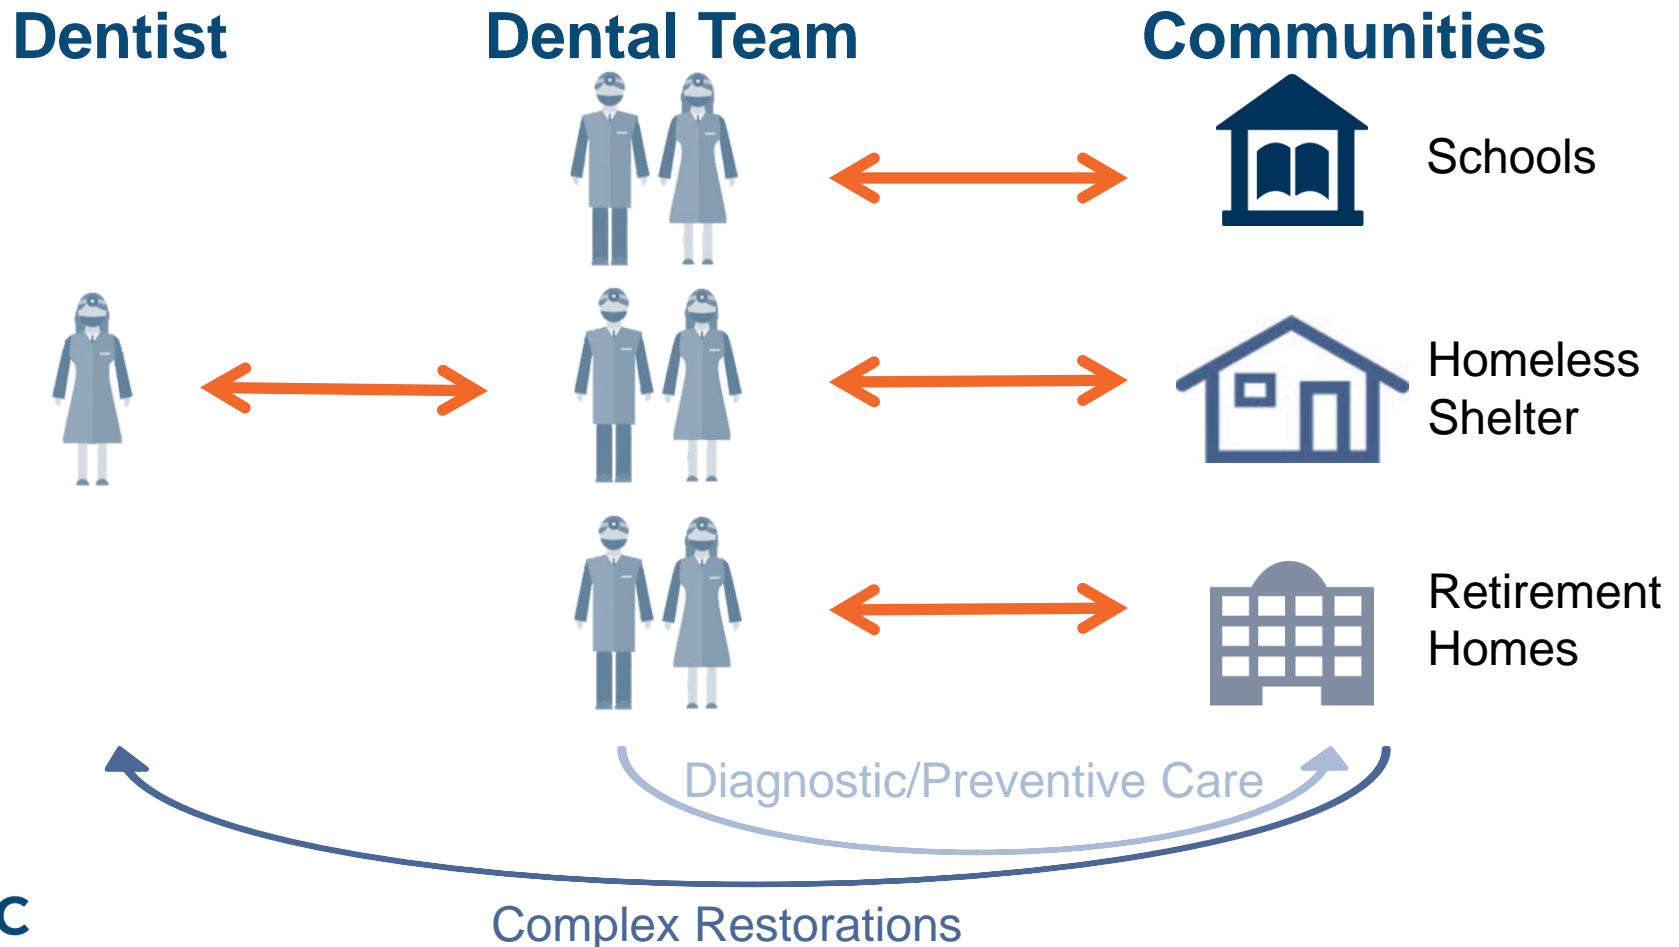 Dentist
Dental Team
Communities
Schools
Homeless
Shelter
Retirement
Homes
Diagnostic/Preventive Care
Complex Restorations
C